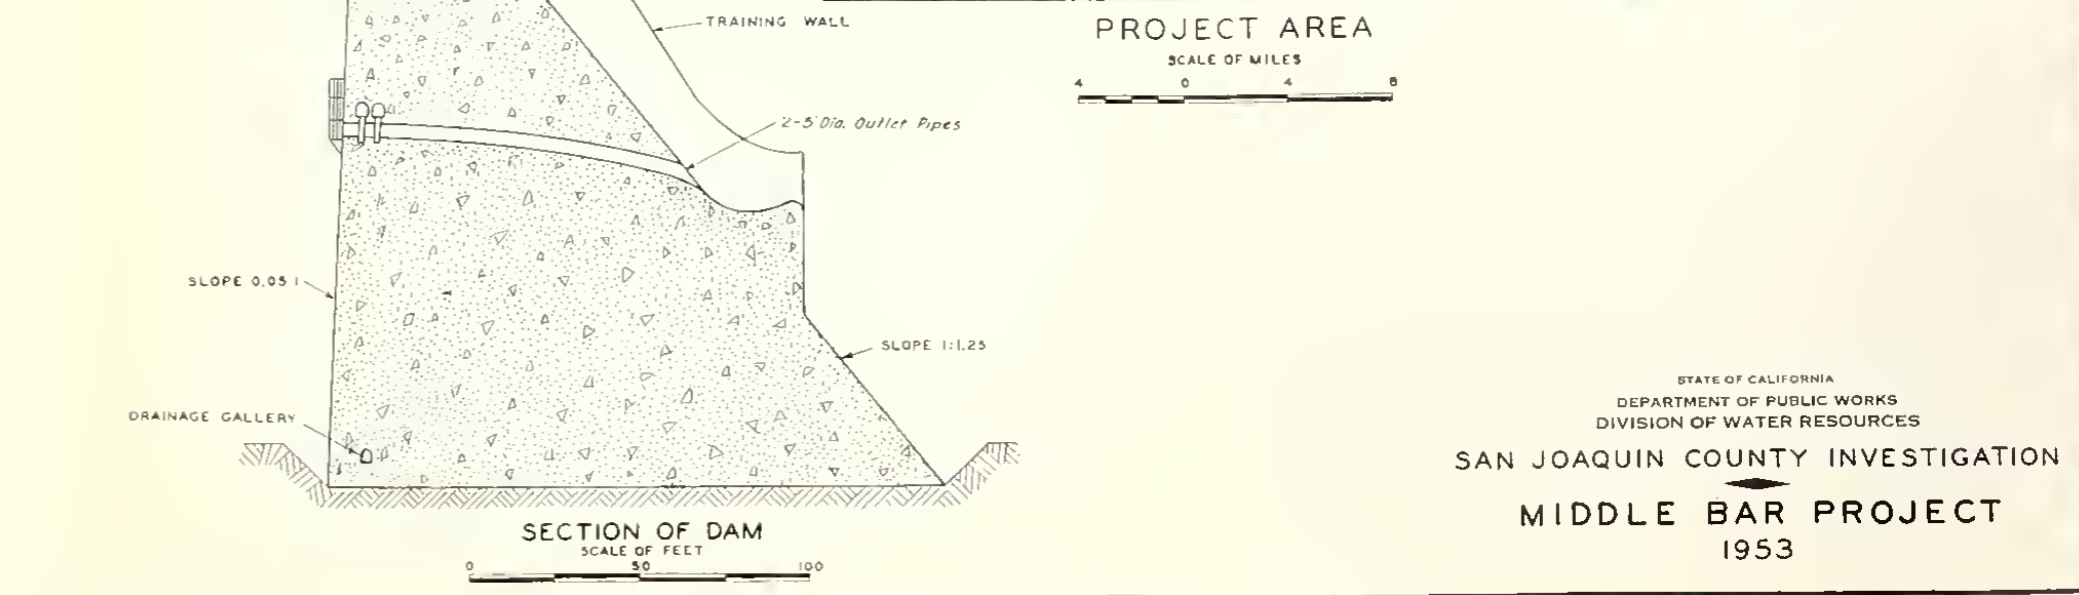 TRAINING WALL
2-5' Dia. Outlet Pipes
SLOPE 0.05:1
SLOPE 1:1.25
DRAINAGE GALLERY
SECTION OF DAM
SCALE OF FEET
0 50 100
PROJECT AREA
SCALE OF MILES
4 0 4 8
STATE OF CALIFORNIA
DEPARTMENT OF PUBLIC WORKS
DIVISION OF WATER RESOURCES
SAN JOAQUIN COUNTY INVESTIGATION
MIDDLE BAR PROJECT
1953